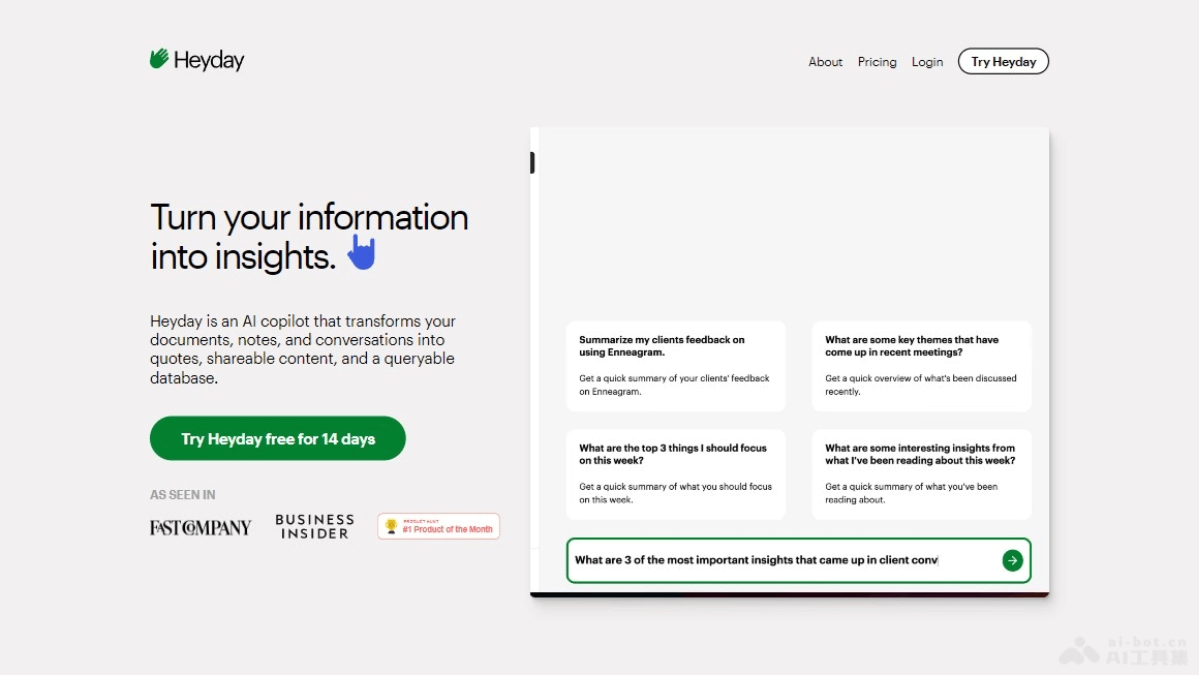 Heyday
About Pricing Login Try Heyday
Turn your information
into insights.
Heyday is an AI copilot that transforms your
documents, notes, and conversations into
quotes, shareable content, and a queryable
database.
Try Heyday free for 14 days
AS SEEN IN
FAST COMPANY
BUSINESS
INSIDER
PRODUCT HUNT
#1 Product of the Month
Summarize my clients feedback on
using Enneagram.
Get a quick summary of your clients' feedback
on Enneagram.
What are some key themes that have
come up in recent meetings?
Get a quick overview of what's been discussed
recently.
What are the top 3 things I should focus
on this week?
Get a quick summary of what you should focus
on this week.
What are some interesting insights from
what I've been reading about this week?
Get a quick summary of what you've been
reading about.
What are 3 of the most important insights that came up in client conv
ai-bot.cn
AI工具集